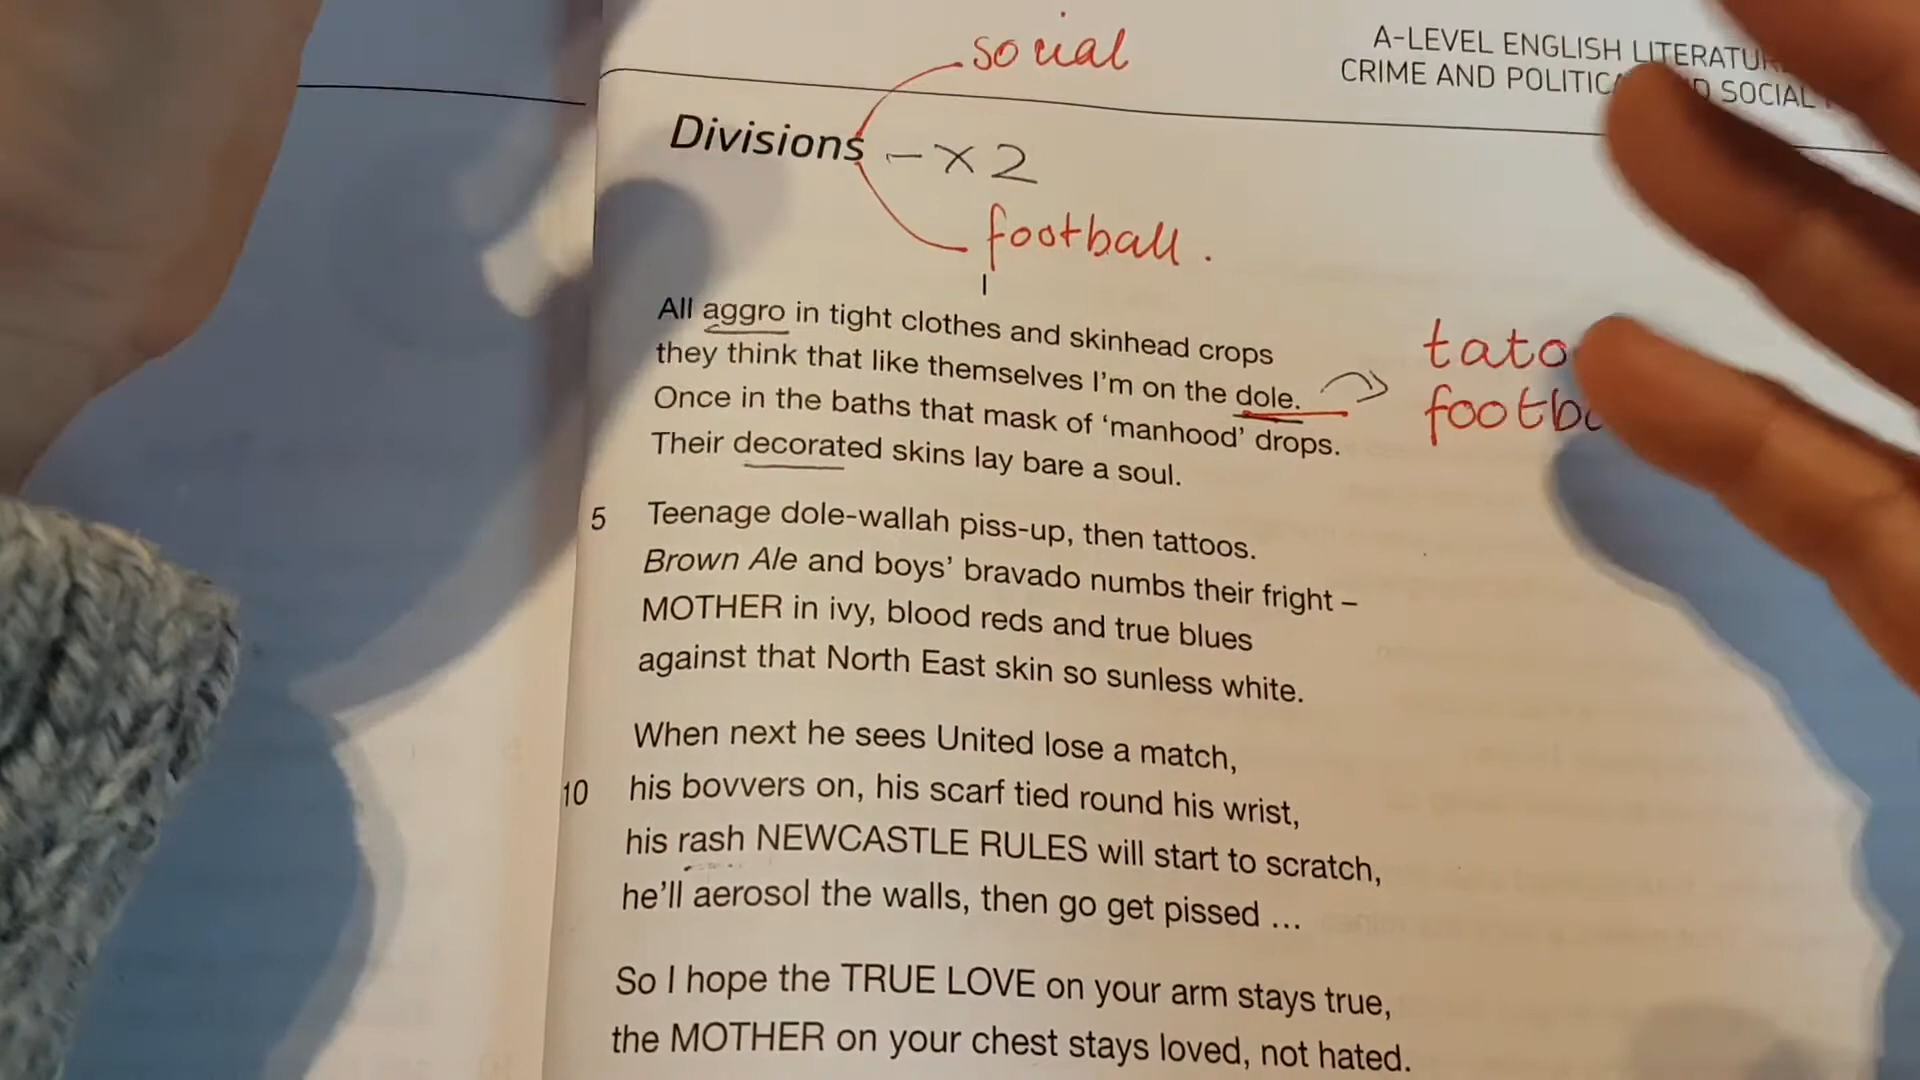 social
A-LEVEL ENGLISH
CRIME AND SOCIAL
Divisions - x 2
football.
I
All aggro in tight clothes and skinhead crops
they think that like themselves I'm on the dole.
Once in the baths that mask of 'manhood' drops.
Their decorated skins lay bare a soul.
5 Teenage dole-wallah piss-up, then tattoos.
Brown Ale and boys' bravado numbs their fright –
MOTHER in ivy, blood reds and true blues
against that North East skin so sunless white.
When next he sees United lose a match,
10 his bovvers on, his scarf tied round his wrist,
his rash NEWCASTLE RULES will start to scratch,
he'll aerosol the walls, then go get pissed ...
So I hope the TRUE LOVE on your arm stays true,
the MOTHER on your chest stays loved, not hated.